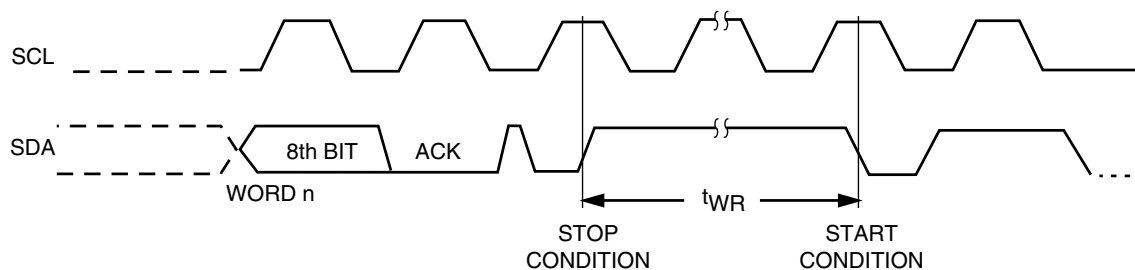 SCL
SDA
8th BIT
ACK
WORD n
tWR
STOP
CONDITION
START
CONDITION